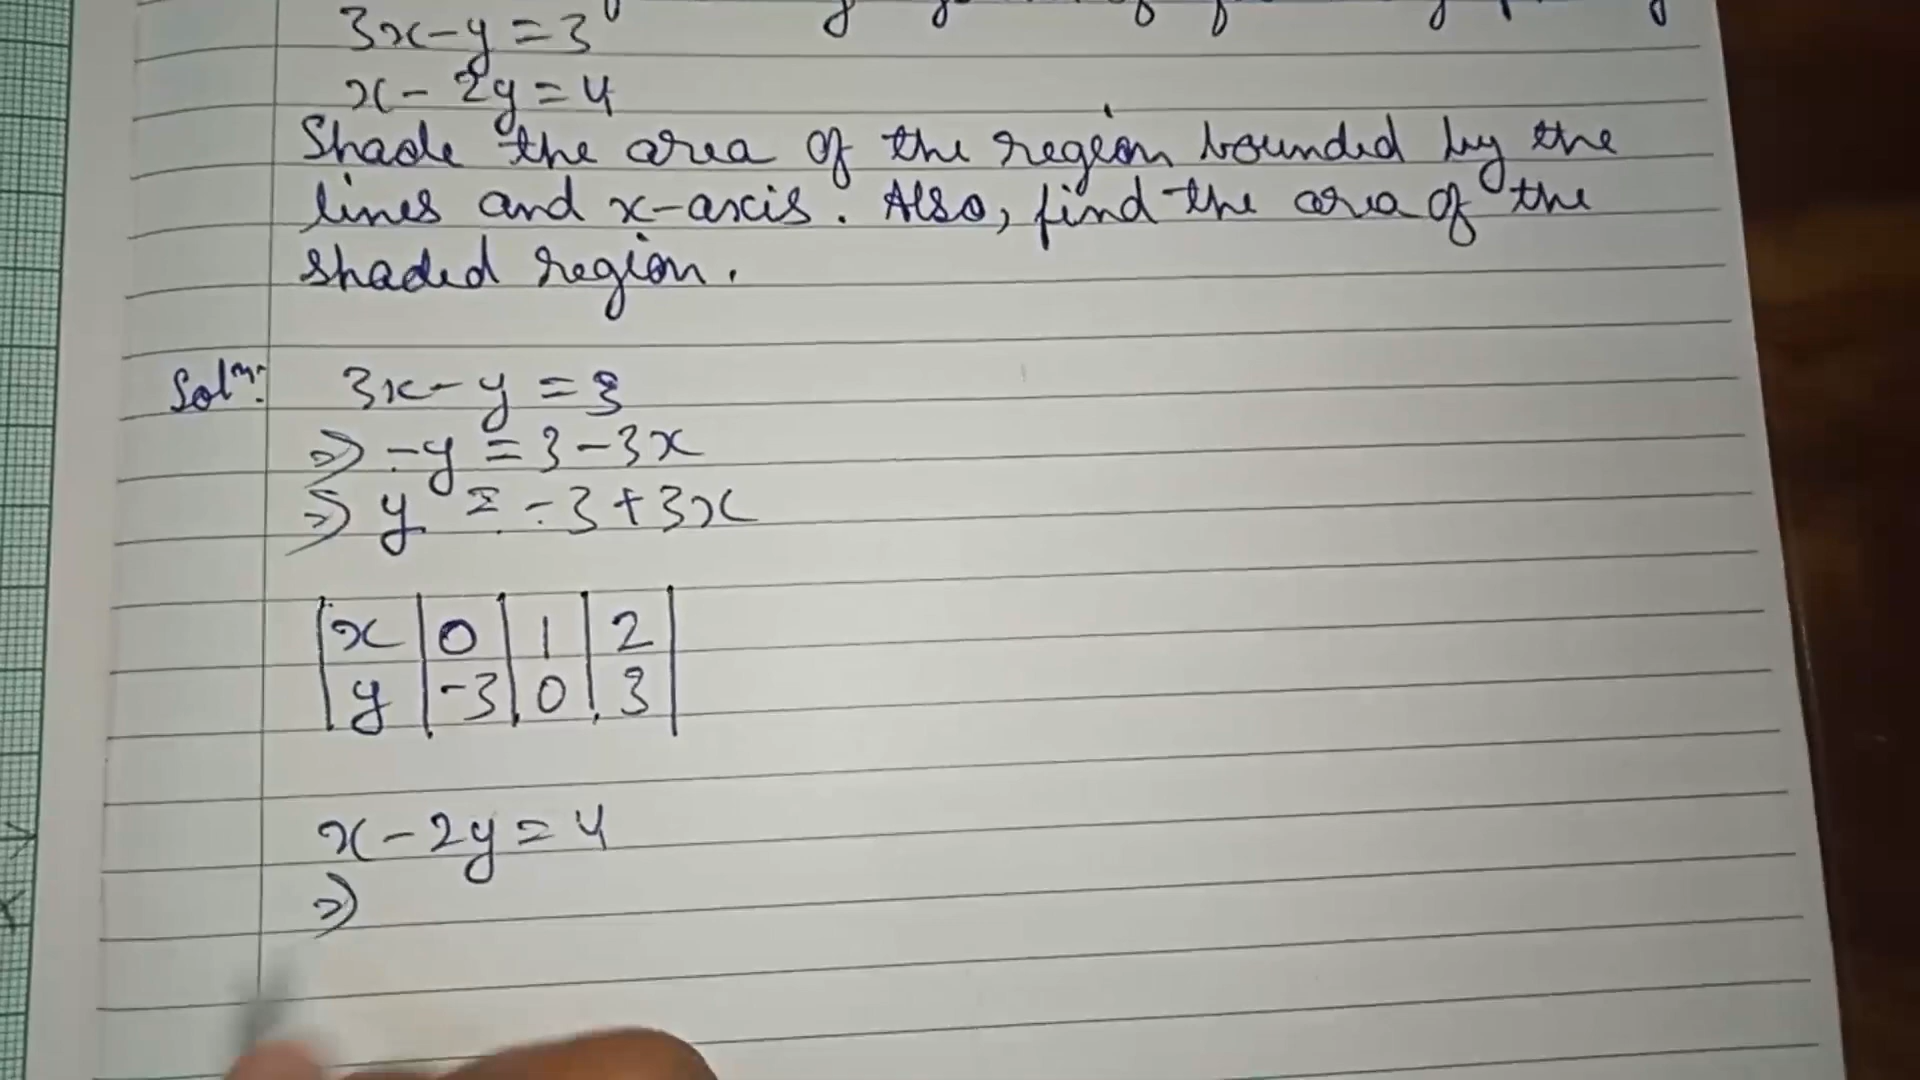 3x-y=3
x-2y=4
Shade the area of the region bounded by the
lines and x-axis. Also, find the area of the
shaded region.
Solⁿ: 3x-y=3
⇒ -y=3-3x
⇒ y=-3+3x
x 0 1 2
y -3 0 3
x-2y=4
⇒